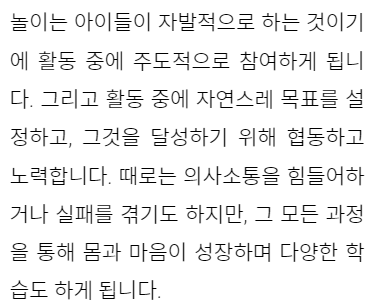 놀이는 아이들이 자발적으로 하는 것이기
에 활동 중에 주도적으로 참여하게 됩니
다. 그리고 활동 중에 자연스레 목표를 설
정하고, 그것을 달성하기 위해 협동하고
노력합니다. 때로는 의사소통을 힘들어하
거나 실패를 겪기도 하지만, 그 모든 과정
을 통해 몸과 마음이 성장하며 다양한 학
습도 하게 됩니다.